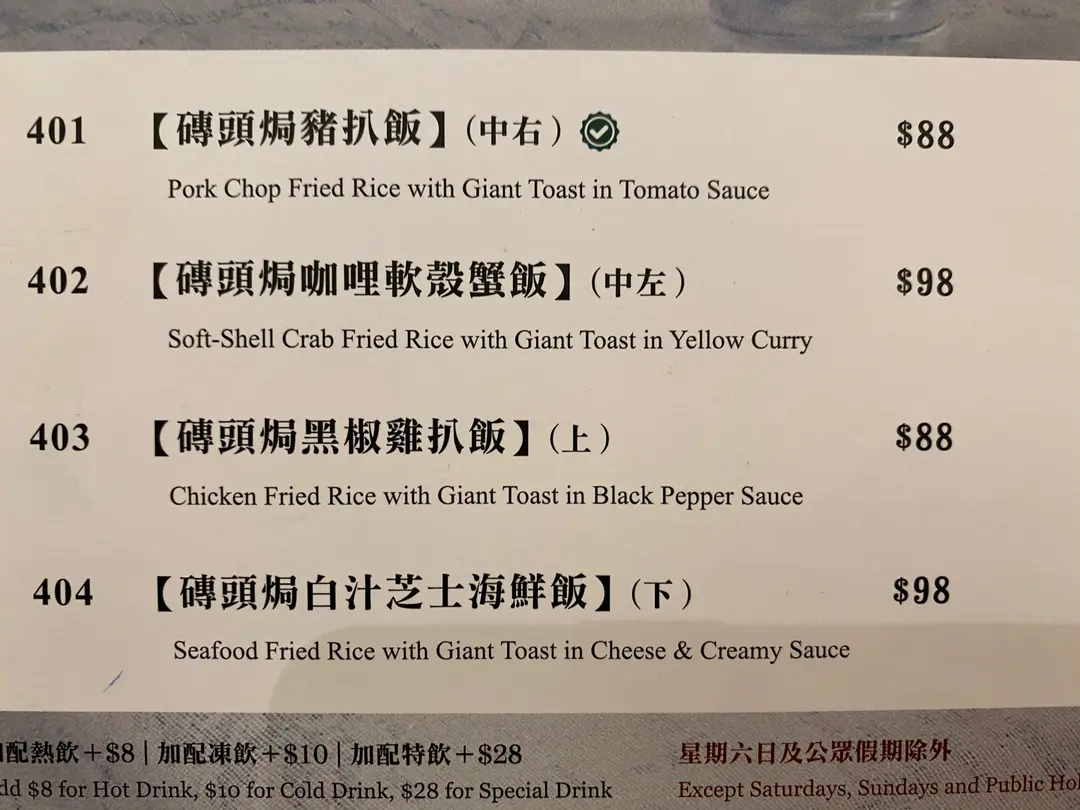 401 【磚頭焗豬扒飯】(中右) $88
Pork Chop Fried Rice with Giant Toast in Tomato Sauce
402 【磚頭焗咖哩軟殼蟹飯】(中左) $98
Soft-Shell Crab Fried Rice with Giant Toast in Yellow Curry
403 【磚頭焗黑椒雞扒飯】(上) $88
Chicken Fried Rice with Giant Toast in Black Pepper Sauce
404 【磚頭焗白汁芝士海鮮飯】(下) $98
Seafood Fried Rice with Giant Toast in Cheese & Creamy Sauce
配熱飲+$8 | 加配凍飲+$10 | 加配特飲+$28 星期六日及公眾假期除外
$8 for Hot Drink, $10 for Cold Drink, $28 for Special Drink Except Saturdays, Sundays and Public